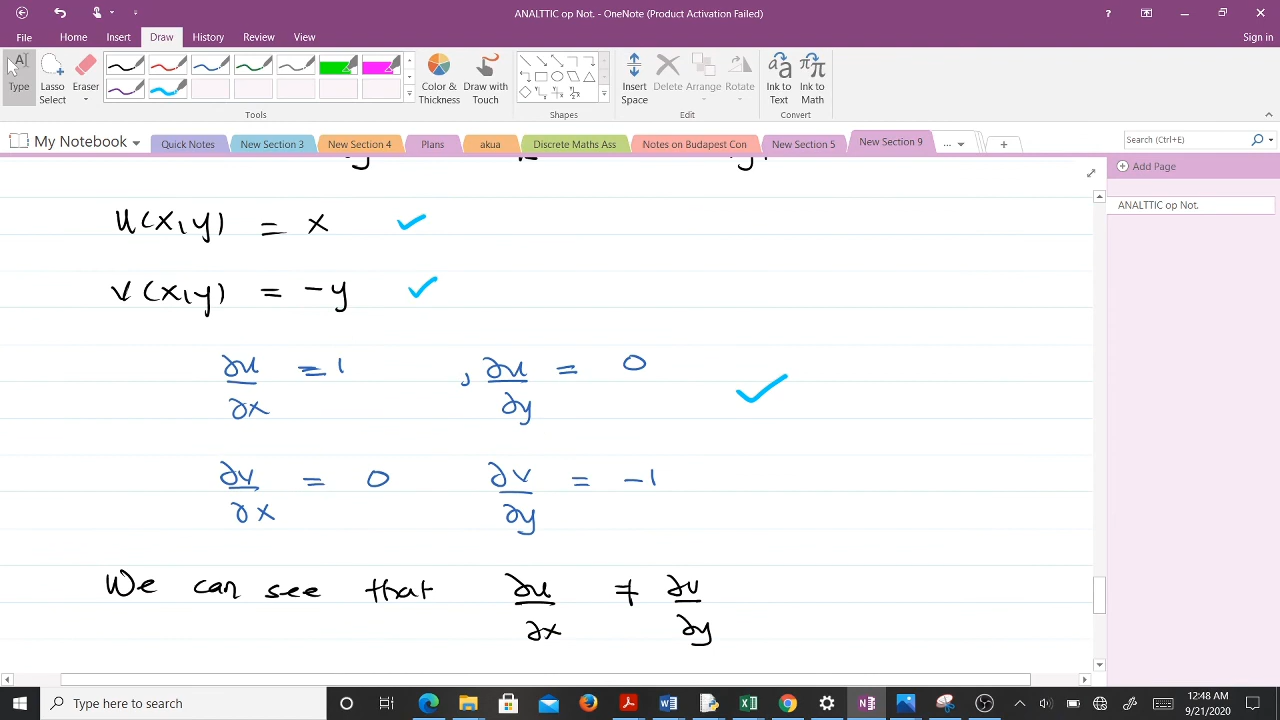 ANALTTIC op Not. - OneNote (Product Activation Failed)
File Home Insert Draw History Review View Sign in
Type Lasso Select Eraser Color & Thickness Draw with Touch Insert Space Delete Arrange Rotate Ink to Text Ink to Math
Tools Shapes Edit Convert
My Notebook Quick Notes New Section 3 New Section 4 Plans akua Discrete Maths Ass Notes on Budapest Con New Section 5 New Section 9 ... Search (Ctrl+E)
Add Page
ANALTTIC op Not.
u(x,y) = x ✓
v(x,y) = -y ✓
∂u/∂x = 1 , ∂u/∂y = 0 ✓
∂v/∂x = 0 ∂v/∂y = -1
We can see that ∂u/∂x ≠ ∂v/∂y
Type here to search
12:48 AM
9/21/2020